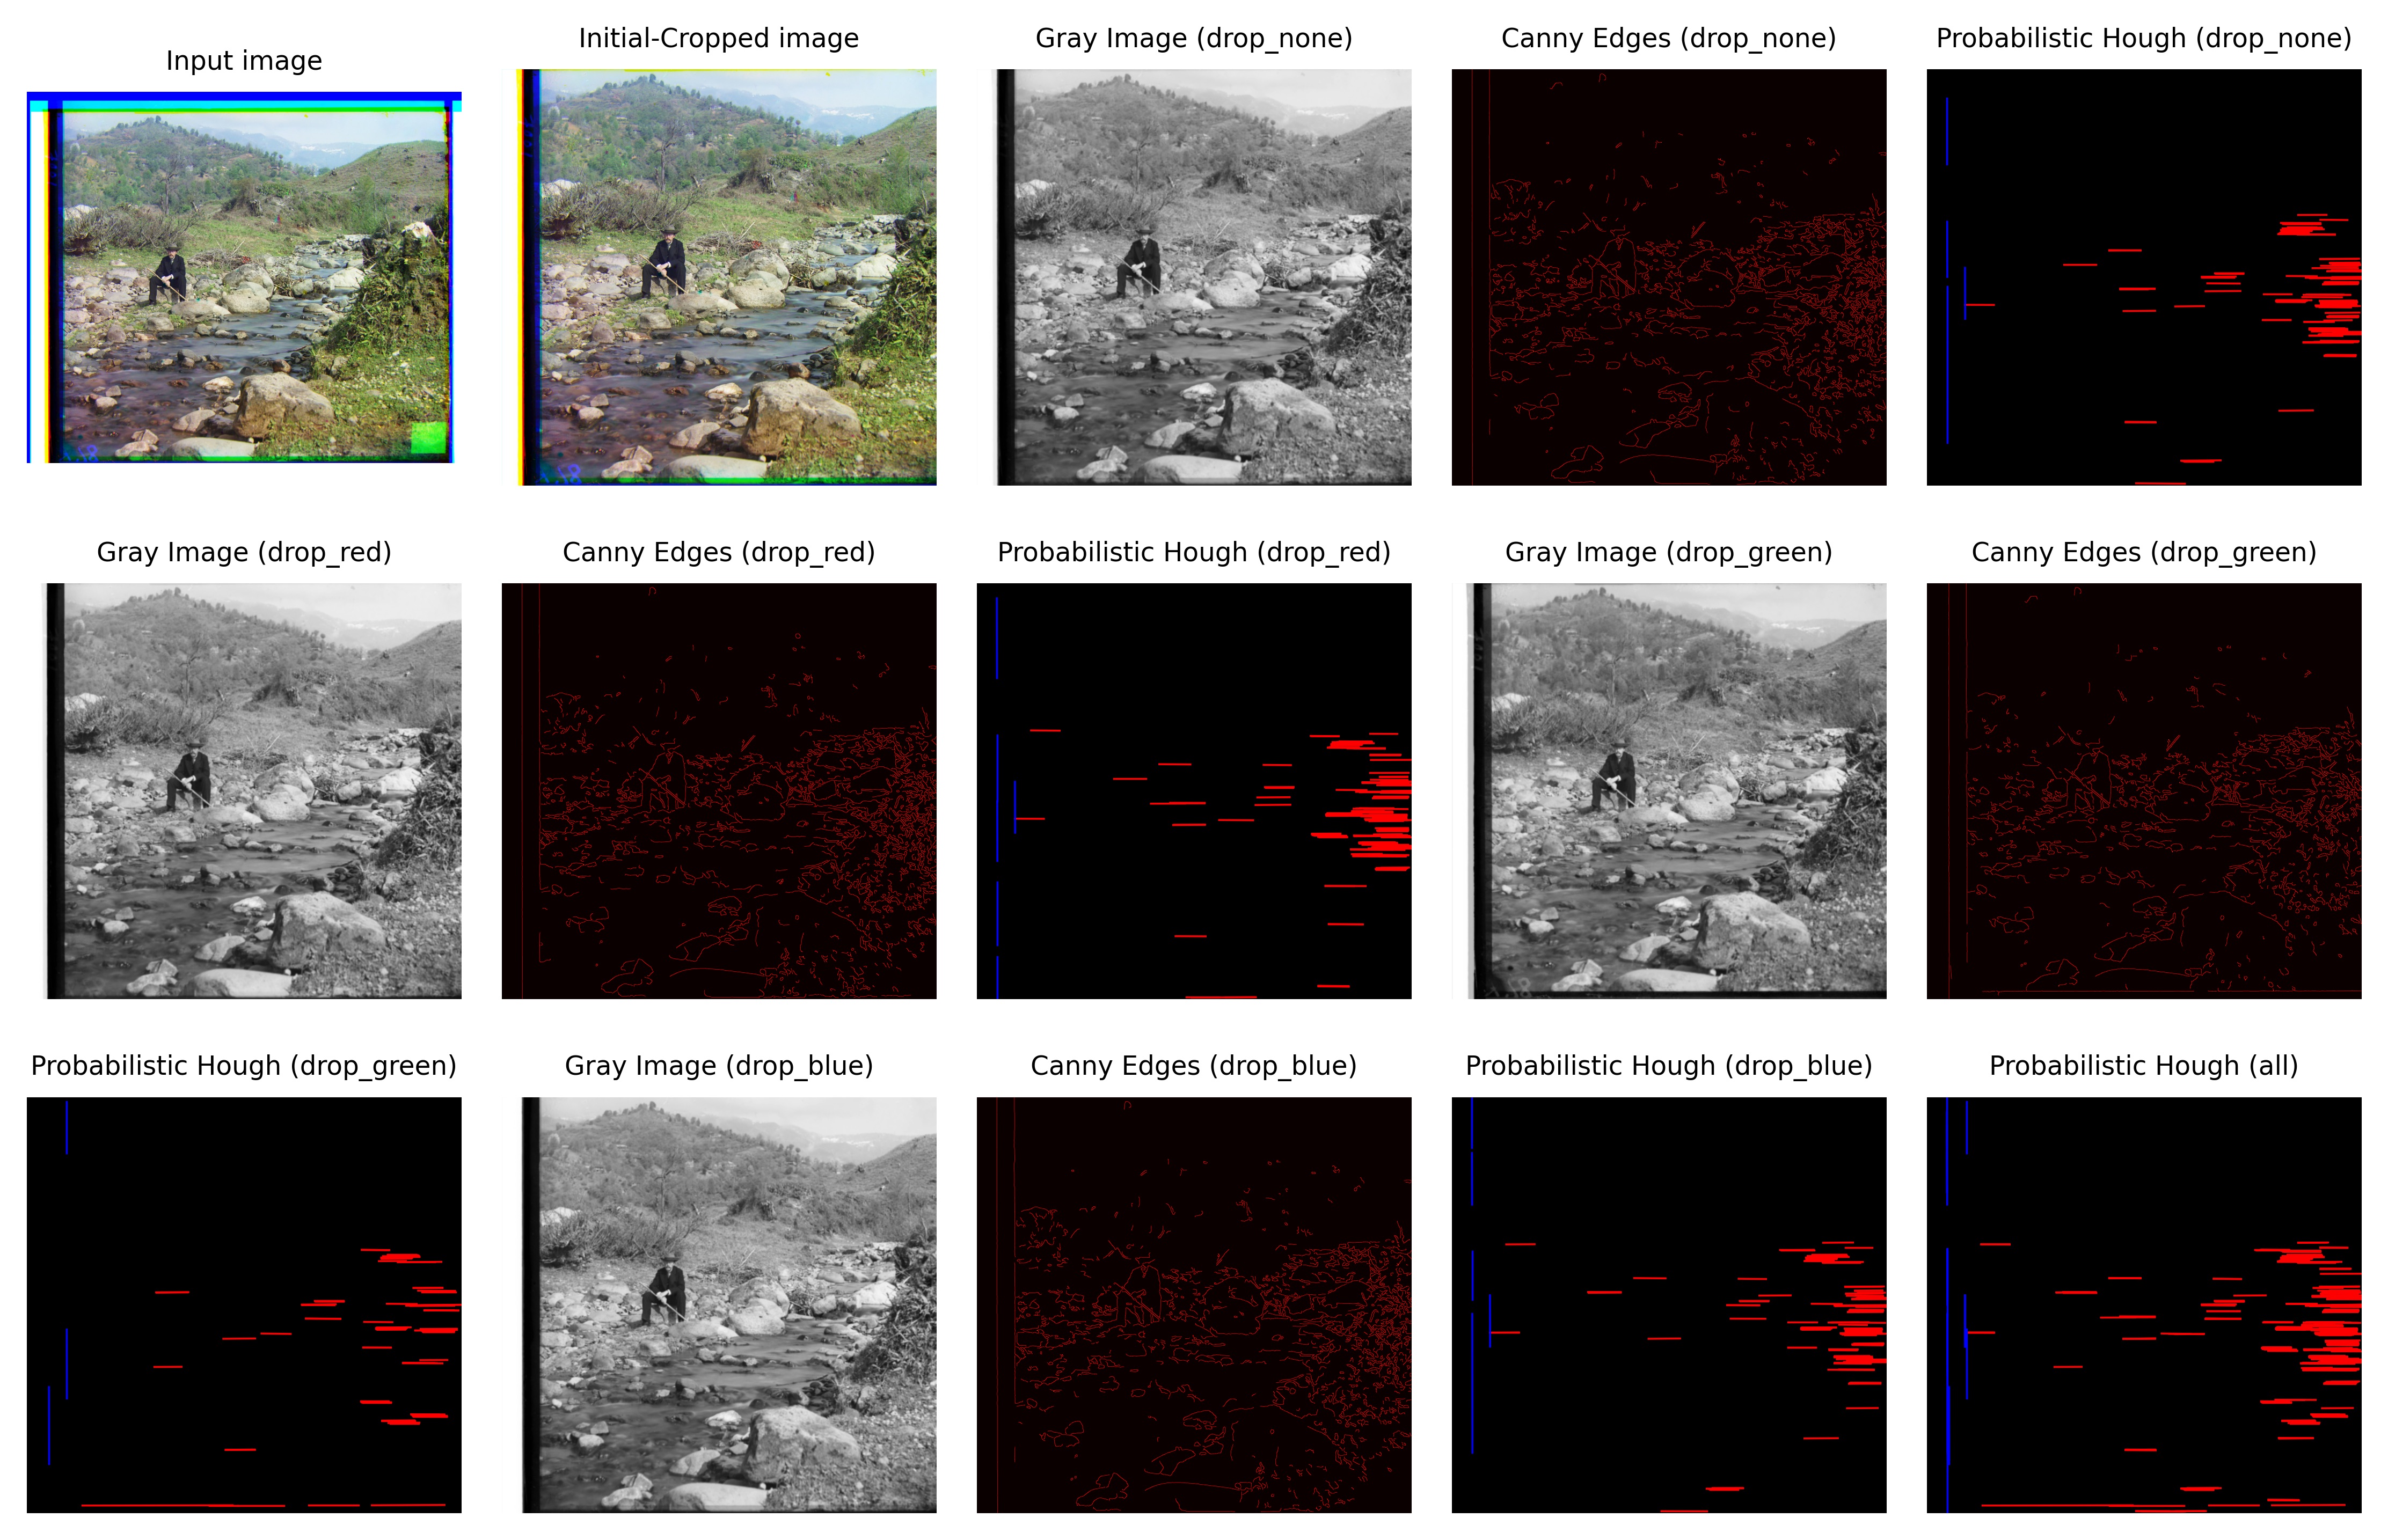 Input image
Initial-Cropped image
Gray Image (drop_none)
Canny Edges (drop_none)
Probabilistic Hough (drop_none)
Gray Image (drop_red)
Canny Edges (drop_red)
Probabilistic Hough (drop_red)
Gray Image (drop_green)
Canny Edges (drop_green)
Probabilistic Hough (drop_green)
Gray Image (drop_blue)
Canny Edges (drop_blue)
Probabilistic Hough (drop_blue)
Probabilistic Hough (all)